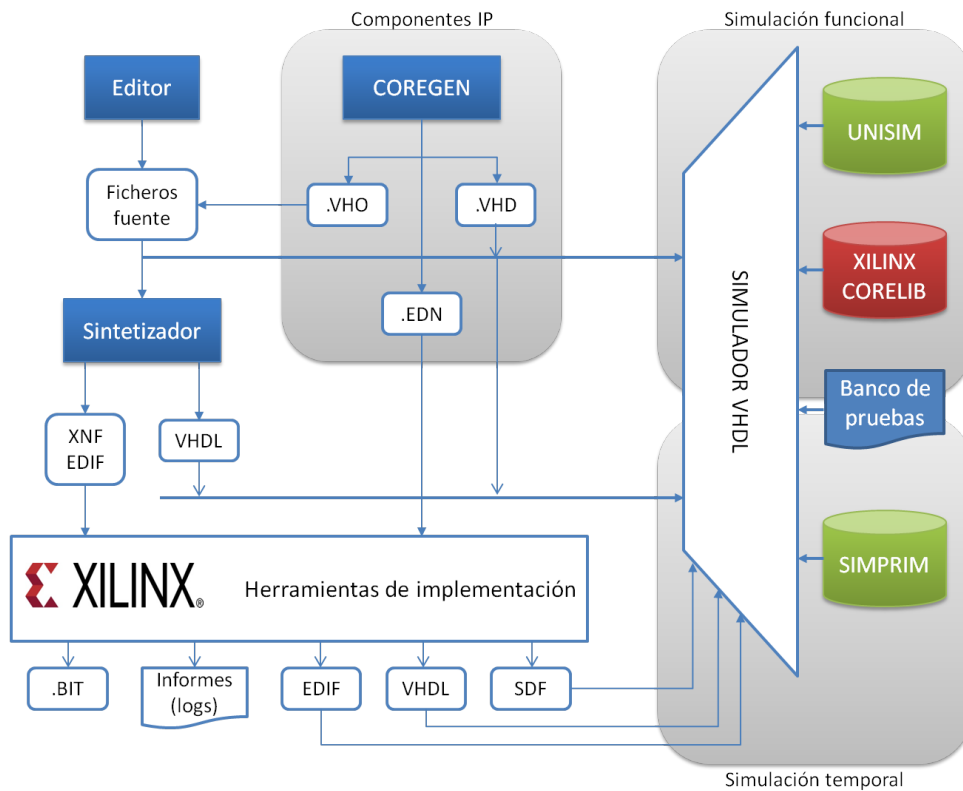 Componentes IP
Simulación funcional
Editor
COREGEN
UNISIM
Ficheros
fuente
.VHO
.VHD
XILINX
CORELIB
Sintetizador
.EDN
SIMULADOR VHDL
Banco de
pruebas
XNF
EDIF
VHDL
SIMPRIM
XILINX®
Herramientas de implementación
.BIT
Informes
(logs)
EDIF
VHDL
SDF
Simulación temporal